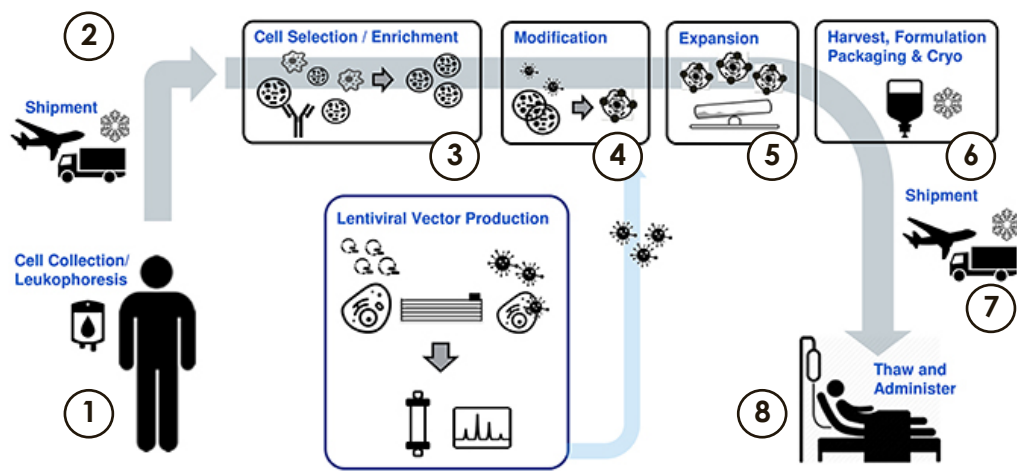 2
Shipment
Cell Selection / Enrichment
3
Modification
4
Expansion
5
Harvest, Formulation
Packaging & Cryo
6
Lentiviral Vector Production
Shipment
7
Cell Collection/
Leukophoresis
1
Thaw and
Administer
8